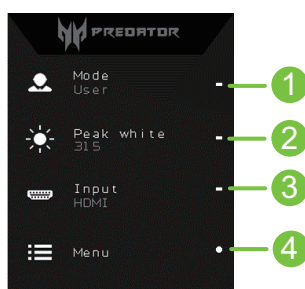 PREDATOR
Mode
User
1
Peak white
315
2
Input
HDMI
3
Menu
4